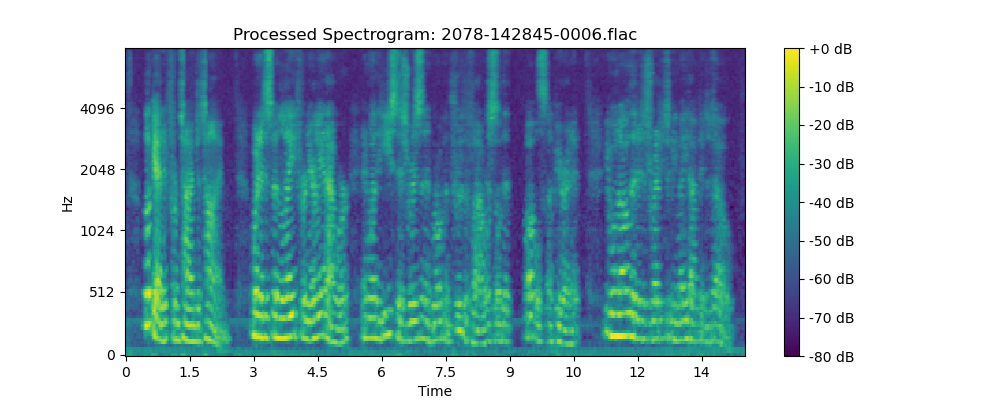 Processed Spectrogram: 2078-142845-0006.flac
Hz
4096
2048
1024
512
0
0 1.5 3 4.5 6 7.5 9 10 12 14
Time
+0 dB
-10 dB
-20 dB
-30 dB
-40 dB
-50 dB
-60 dB
-70 dB
-80 dB